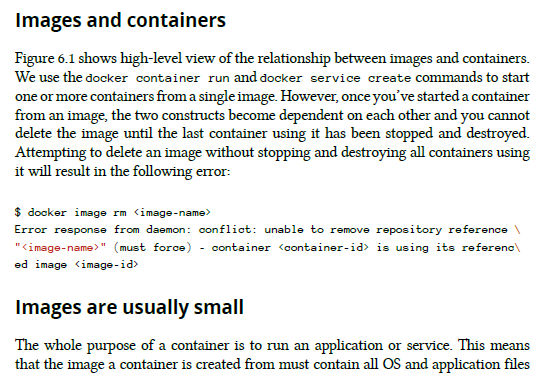 Images and containers
Figure 6.1 shows high-level view of the relationship between images and containers.
We use the docker container run and docker service create commands to start
one or more containers from a single image. However, once you've started a container
from an image, the two constructs become dependent on each other and you cannot
delete the image until the last container using it has been stopped and destroyed.
Attempting to delete an image without stopping and destroying all containers using
it will result in the following error:
$ docker image rm <image-name>
Error response from daemon: conflict: unable to remove repository reference \
"<image-name>" (must force) - container <container-id> is using its referenc\
ed image <image-id>
Images are usually small
The whole purpose of a container is to run an application or service. This means
that the image a container is created from must contain all OS and application files